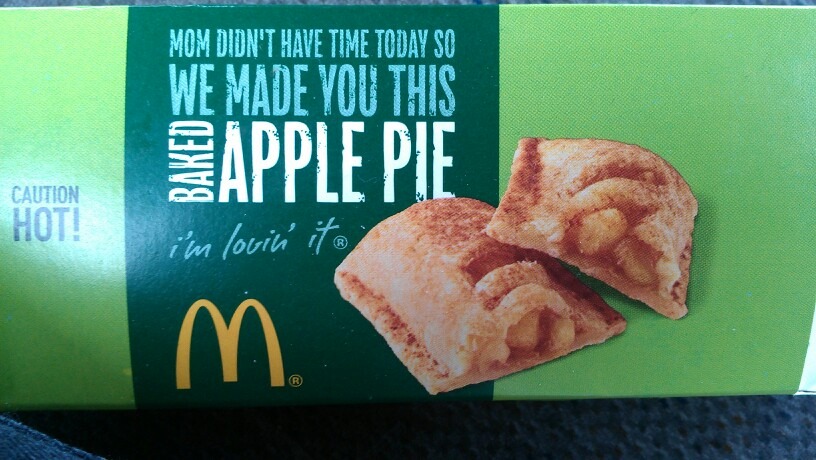 CAUTION
HOT!
MOM DIDN'T HAVE TIME TODAY SO
WE MADE YOU THIS
BAKED APPLE PIE
i'm lovin' it®
M®